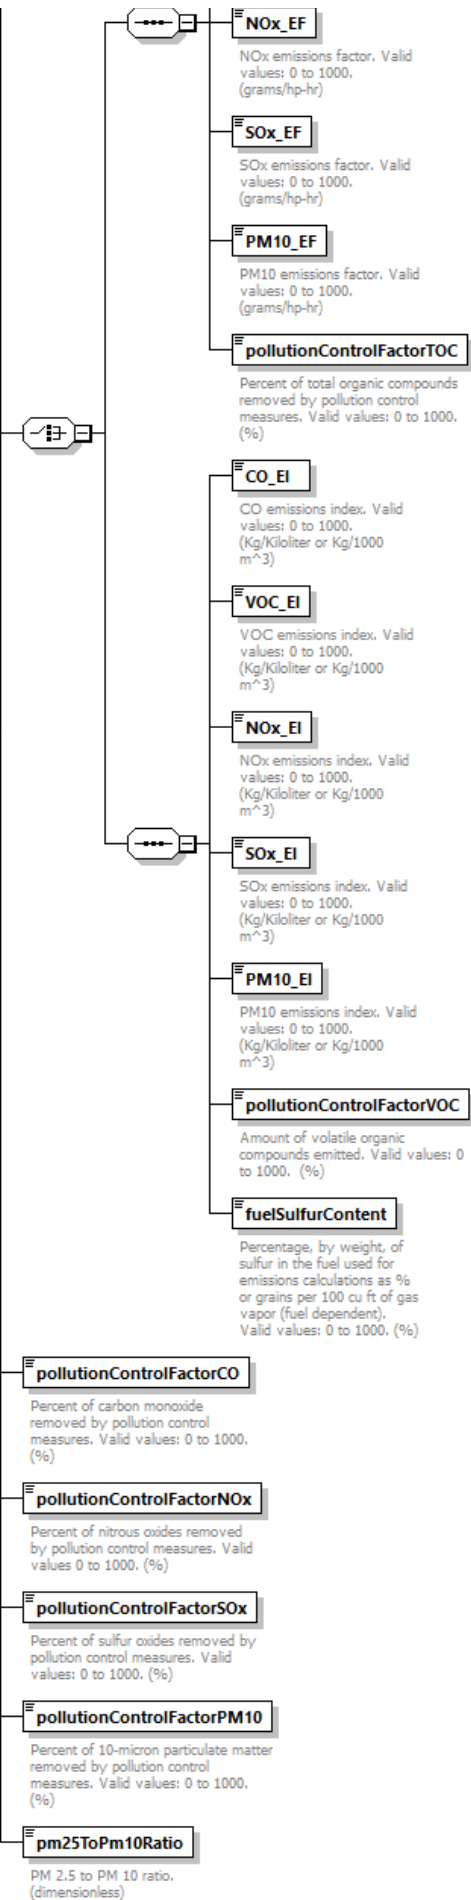 NOx_EF
NOx emissions factor. Valid
values: 0 to 1000.
(grams/hp-hr)
SOx_EF
SOx emissions factor. Valid
values: 0 to 1000.
(grams/hp-hr)
PM10_EF
PM10 emissions factor. Valid
values: 0 to 1000.
(grams/hp-hr)
pollutionControlFactorTOC
Percent of total organic compounds
removed by pollution control
measures. Valid values: 0 to 1000.
(%)
CO_EI
CO emissions index. Valid
values: 0 to 1000.
(Kg/Kiloliter or Kg/1000
m^3)
VOC_EI
VOC emissions index. Valid
values: 0 to 1000.
(Kg/Kiloliter or Kg/1000
m^3)
NOx_EI
NOx emissions index. Valid
values: 0 to 1000.
(Kg/Kiloliter or Kg/1000
m^3)
SOx_EI
SOx emissions index. Valid
values: 0 to 1000.
(Kg/Kiloliter or Kg/1000
m^3)
PM10_EI
PM10 emissions index. Valid
values: 0 to 1000.
(Kg/Kiloliter or Kg/1000
m^3)
pollutionControlFactorVOC
Amount of volatile organic
compounds emitted. Valid values: 0
to 1000. (%)
fuelSulfurContent
Percentage, by weight, of
sulfur in the fuel used for
emissions calculations as %
or grains per 100 cu ft of gas
vapor (fuel dependent).
Valid values: 0 to 1000. (%)
pollutionControlFactorCO
Percent of carbon monoxide
removed by pollution control
measures. Valid values: 0 to 1000.
(%)
pollutionControlFactorNOx
Percent of nitrous oxides removed
by pollution control measures. Valid
values 0 to 1000. (%)
pollutionControlFactorSOx
Percent of sulfur oxides removed by
pollution control measures. Valid
values: 0 to 1000. (%)
pollutionControlFactorPM10
Percent of 10-micron particulate matter
removed by pollution control
measures. Valid values: 0 to 1000.
(%)
pm25ToPm10Ratio
PM 2.5 to PM 10 ratio.
(dimensionless)